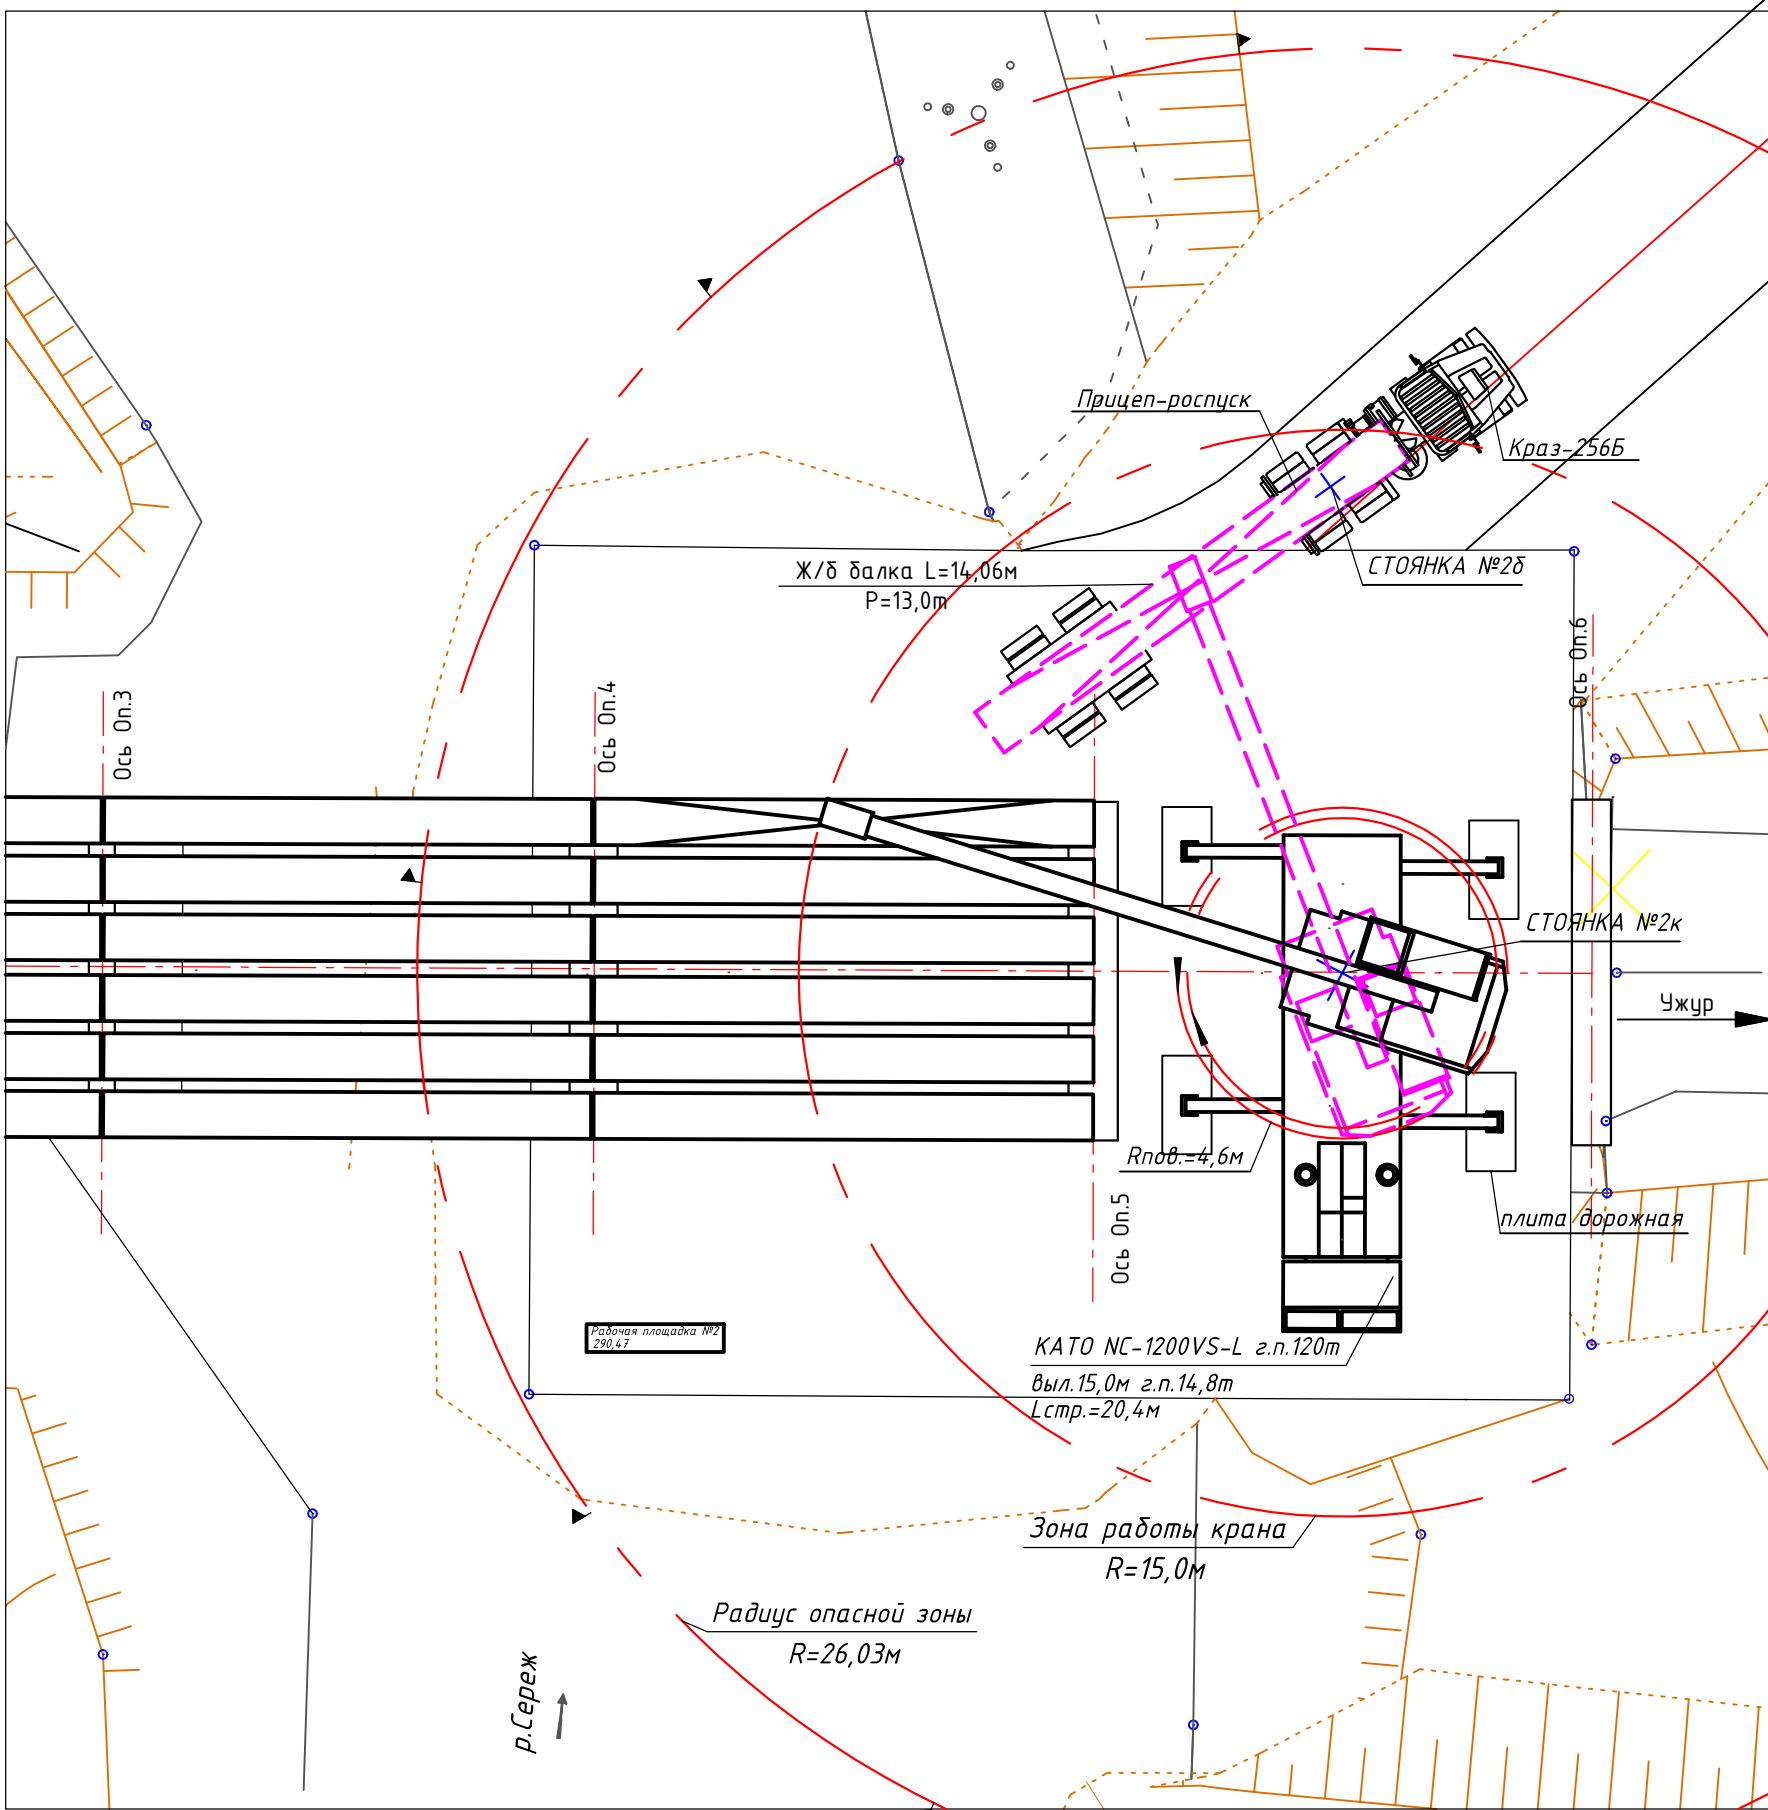 Прицеп-роспуск
Краз-256Б
Ж/б балка L=14,06м
P=13,0т
СТОЯНКА №2б
Ось Оп.3
Ось Оп.4
Ось Оп.6
СТОЯНКА №2к
Ужур
Rпов.=4,6м
Ось Оп.5
плита дорожная
Рабочая площадка №2
290,47
КАТО NC-1200VS-L г.п.120т
выл.15,0м г.п.14,8т
Lстр.=20,4м
Зона работы крана
R=15,0м
Радиус опасной зоны
R=26,03м
р.Сереж